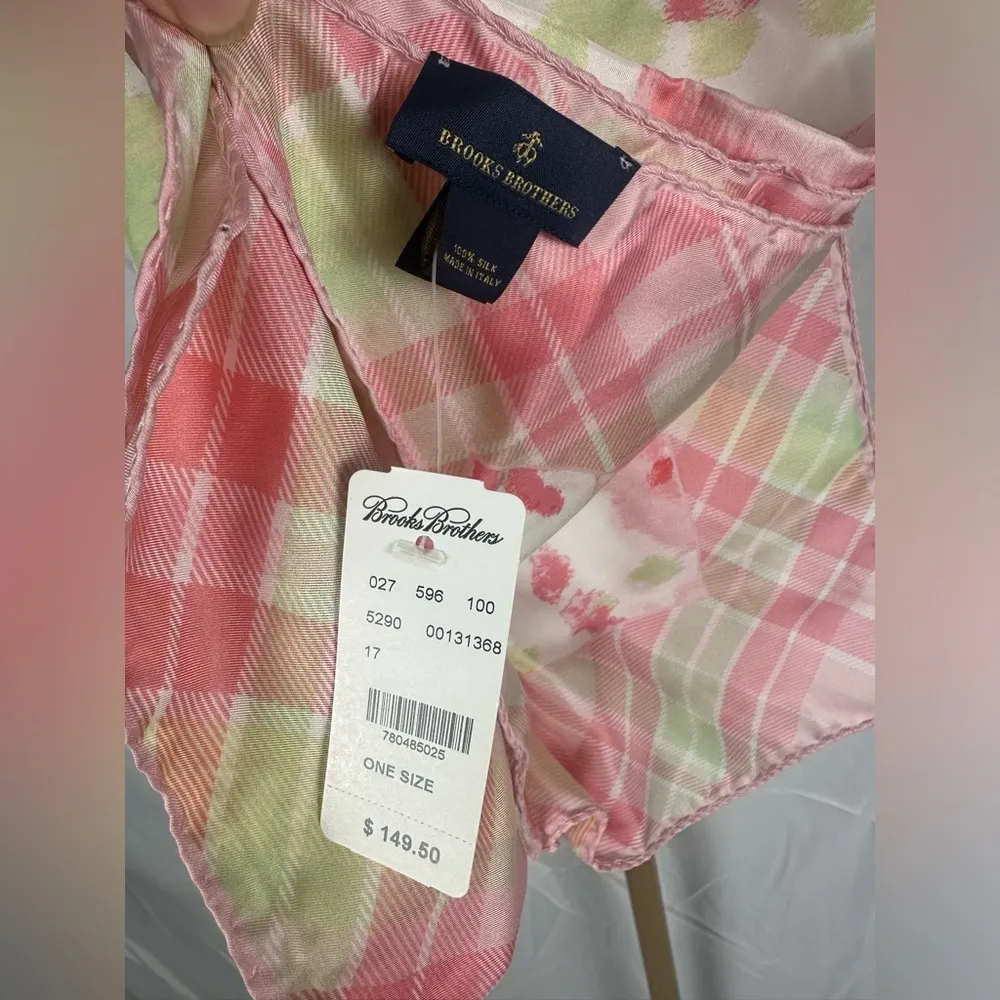 BROOKS BROTHERS
100% SILK
MADE IN ITALY
Brooks Brothers
027 596 100
5290 00131368
17
780485025
ONE SIZE
$ 149.50